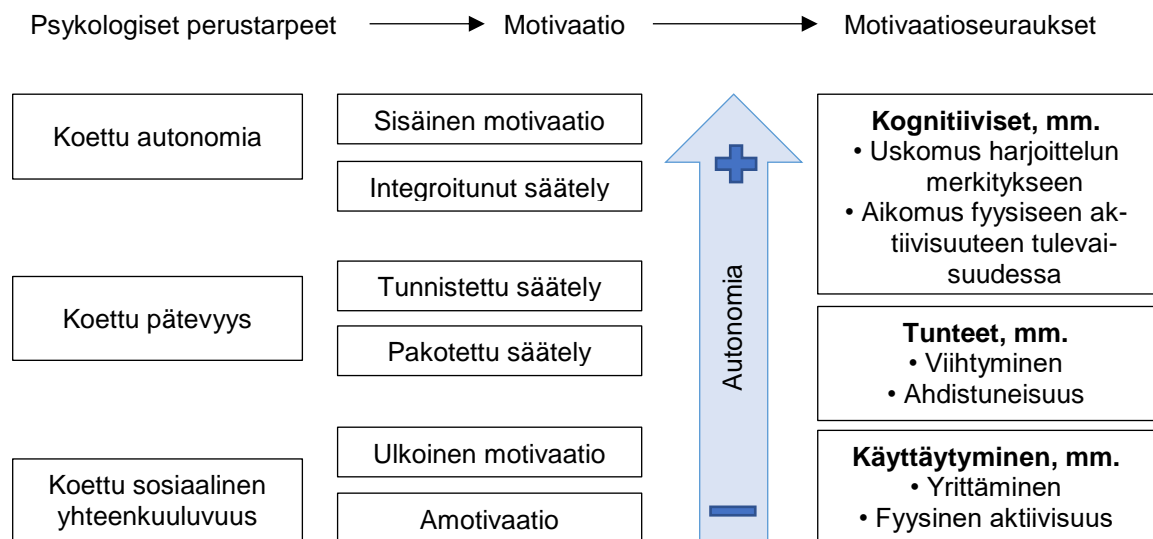 Psykologiset perustarpeet
Motivaatio
Motivaatioseuraukset
Koettu autonomia
Koettu pätevyys
Koettu sosiaalinen
yhteenkuuluvuus
Sisäinen motivaatio
Integroitunut säätely
Tunnistettu säätely
Pakotettu säätely
Ulkoinen motivaatio
Amotivaatio
Autonomia
Kognitiiviset, mm.
• Uskomus harjoittelun
merkitykseen
• Aikomus fyysiseen ak-
tiivisuuteen tulevai-
suudessa
Tunteet, mm.
• Viihtyminen
• Ahdistuneisuus
Käyttäytyminen, mm.
• Yrittäminen
• Fyysinen aktiivisuus